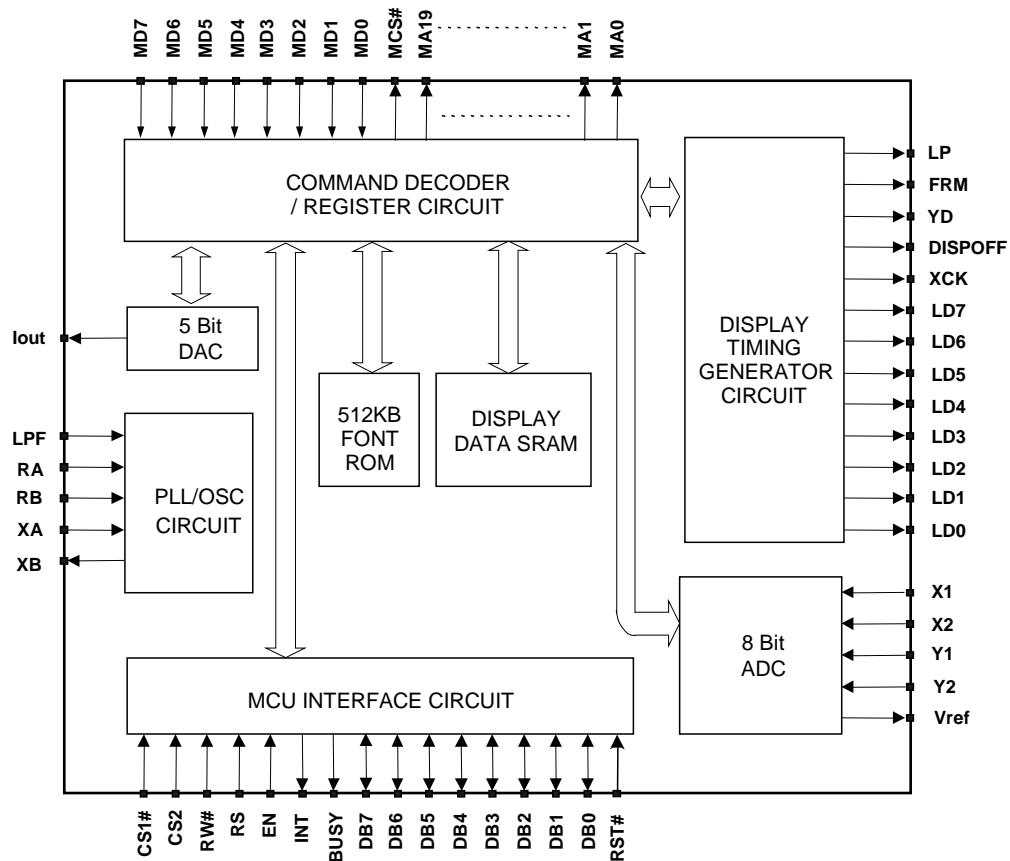 MD7 MD6 MD5 MD4 MD3 MD2 MD1 MD0 MCS# MA19 MA1 MA0
COMMAND DECODER
/ REGISTER CIRCUIT
5 Bit
DAC
512KB
FONT
ROM
DISPLAY
DATA SRAM
DISPLAY
TIMING
GENERATOR
CIRCUIT
PLL/OSC
CIRCUIT
8 Bit
ADC
MCU INTERFACE CIRCUIT
Iout
LPF
RA
RB
XA
XB
LP
FRM
YD
DISPOFF
XCK
LD7
LD6
LD5
LD4
LD3
LD2
LD1
LD0
X1
X2
Y1
Y2
Vref
CS1# CS2 RW# RS EN INT BUSY DB7 DB6 DB5 DB4 DB3 DB2 DB1 DB0 RST#